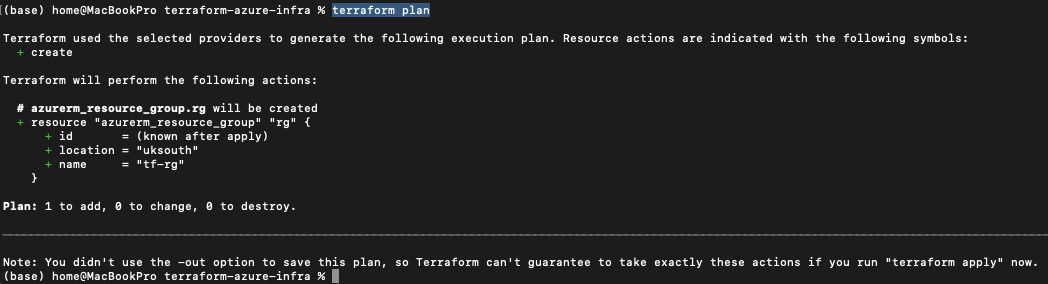 [(base) home@MacBookPro terraform-azure-infra % terraform plan
Terraform used the selected providers to generate the following execution plan. Resource actions are indicated with the following symbols:
  + create
Terraform will perform the following actions:
  # azurerm_resource_group.rg will be created
  + resource "azurerm_resource_group" "rg" {
      + id       = (known after apply)
      + location = "uksouth"
      + name     = "tf-rg"
    }
Plan: 1 to add, 0 to change, 0 to destroy.
Note: You didn't use the -out option to save this plan, so Terraform can't guarantee to take exactly these actions if you run "terraform apply" now.
(base) home@MacBookPro terraform-azure-infra %